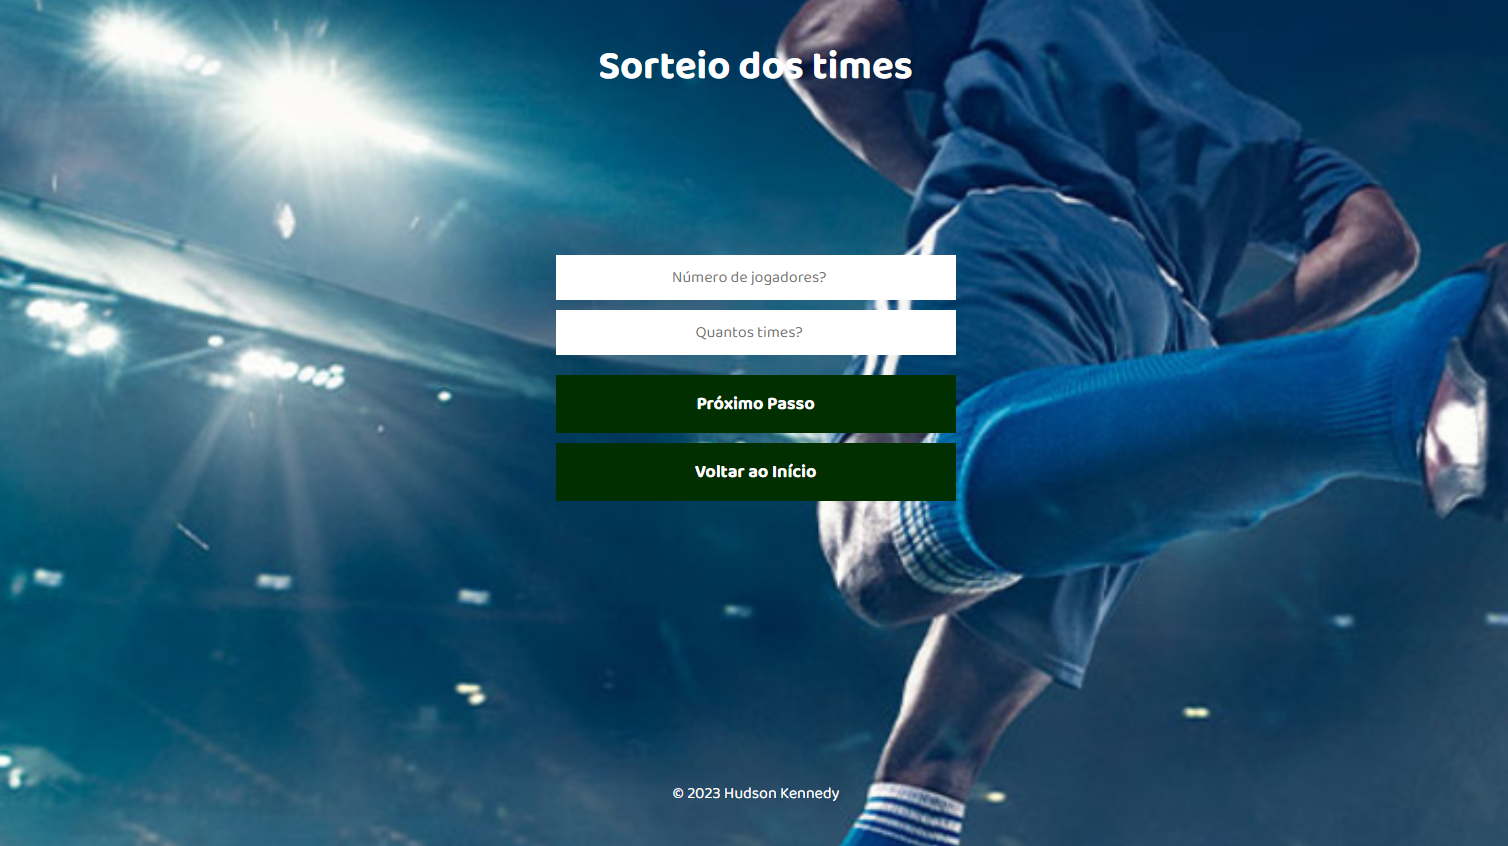 Sorteio dos times
Número de jogadores?
Quantos times?
Próximo Passo
Voltar ao Início
© 2023 Hudson Kennedy